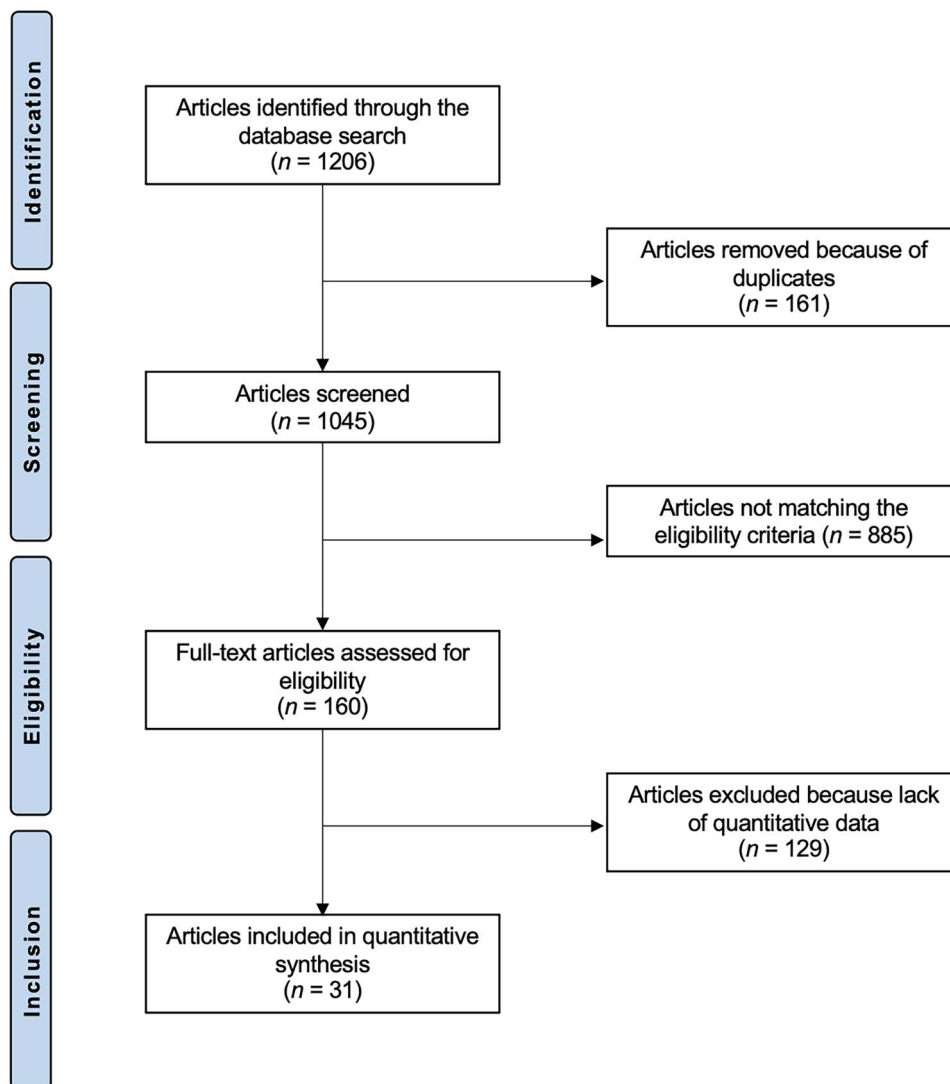 Identification
Articles identified through the
database search
(n = 1206)
Articles removed because of
duplicates
(n = 161)
Screening
Articles screened
(n = 1045)
Articles not matching the
eligibility criteria (n = 885)
Eligibility
Full-text articles assessed for
eligibility
(n = 160)
Articles excluded because lack
of quantitative data
(n = 129)
Inclusion
Articles included in quantitative
synthesis
(n = 31)